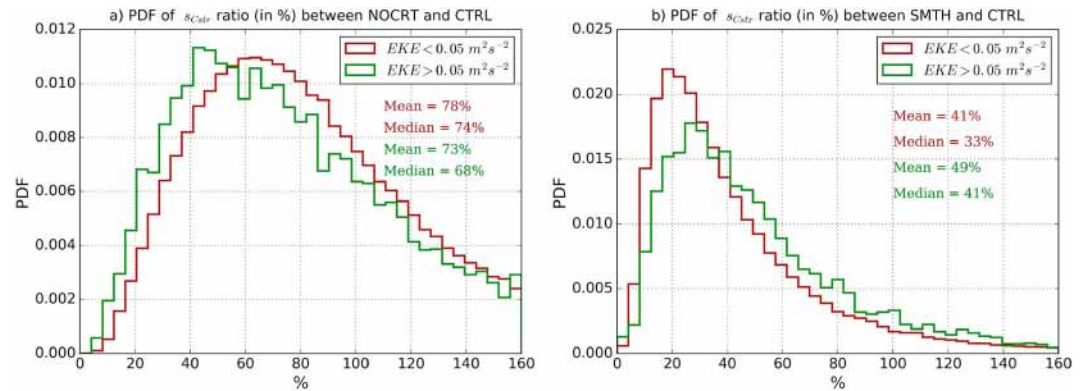 a) PDF of s_Cstr ratio (in %) between NOCRT and CTRL
0.012
0.010
0.008
0.006
0.004
0.002
0.000
PDF
EKE < 0.05 m²s⁻²
EKE > 0.05 m²s⁻²
Mean = 78%
Median = 74%
Mean = 73%
Median = 68%
0 20 40 60 80 100 120 140 160
%
b) PDF of s_Cstr ratio (in %) between SMTH and CTRL
0.025
0.020
0.015
0.010
0.005
0.000
PDF
EKE < 0.05 m²s⁻²
EKE > 0.05 m²s⁻²
Mean = 41%
Median = 33%
Mean = 49%
Median = 41%
0 20 40 60 80 100 120 140 160
%